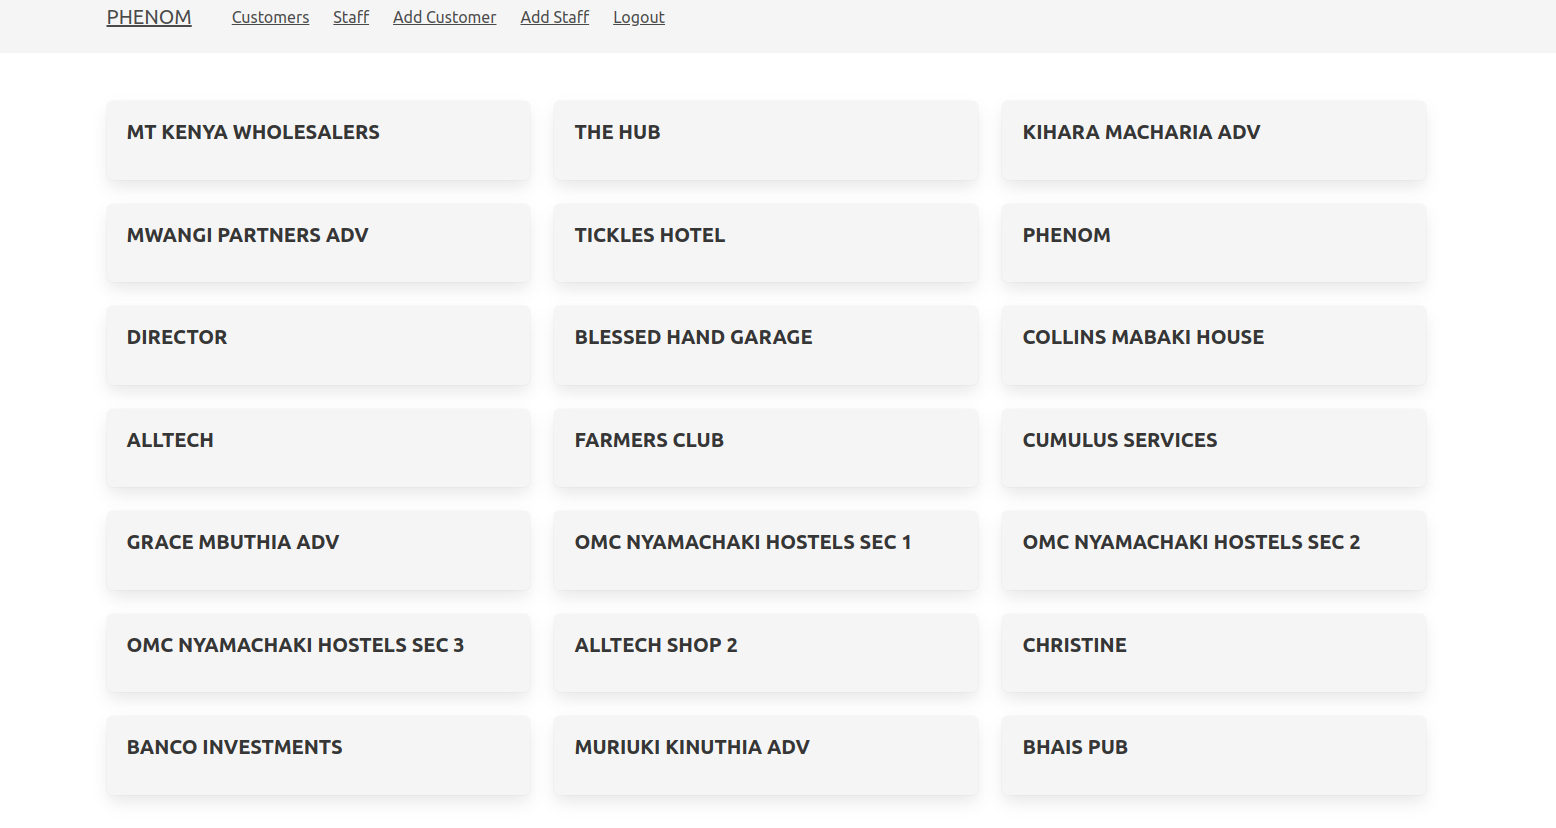 PHENOM Customers Staff Add Customer Add Staff Logout
MT KENYA WHOLESALERS
THE HUB
KIHARA MACHARIA ADV
MWANGI PARTNERS ADV
TICKLES HOTEL
PHENOM
DIRECTOR
BLESSED HAND GARAGE
COLLINS MABAKI HOUSE
ALLTECH
FARMERS CLUB
CUMULUS SERVICES
GRACE MBUTHIA ADV
OMC NYAMACHAKI HOSTELS SEC 1
OMC NYAMACHAKI HOSTELS SEC 2
OMC NYAMACHAKI HOSTELS SEC 3
ALLTECH SHOP 2
CHRISTINE
BANCO INVESTMENTS
MURIUKI KINUTHIA ADV
BHAIS PUB